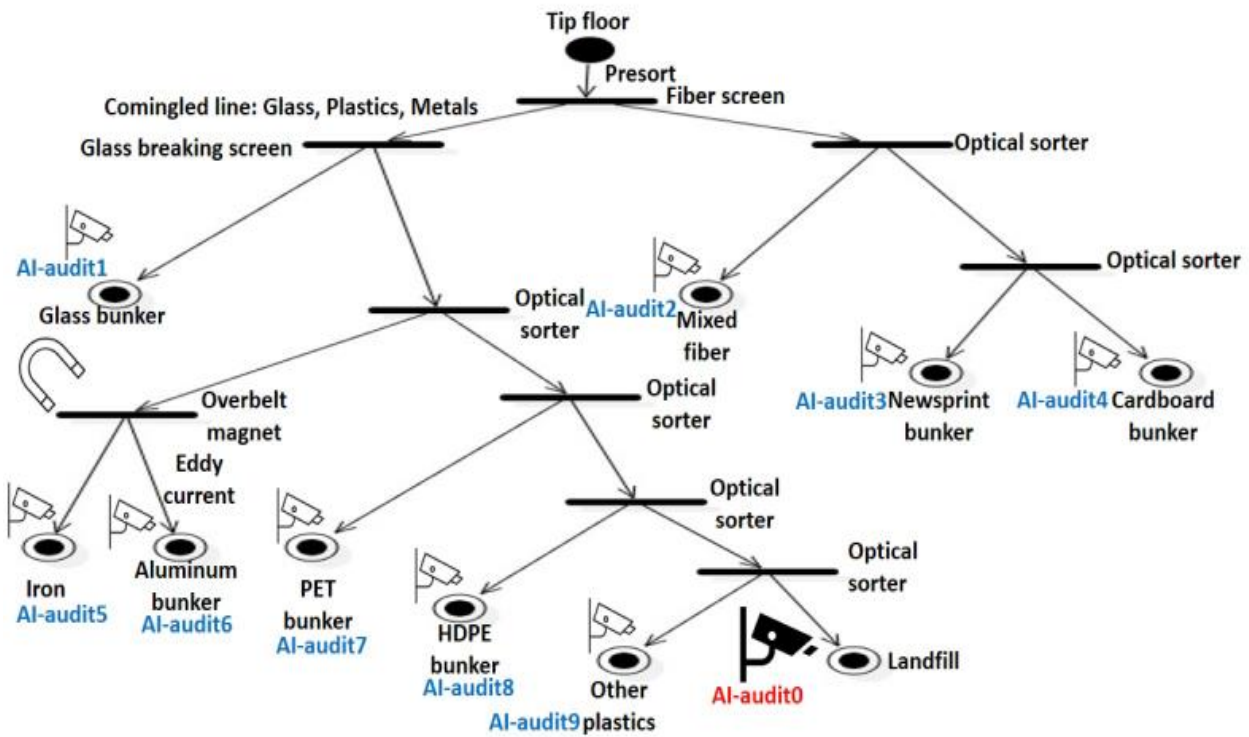 Tip floor
Presort
Fiber screen
Comingled line: Glass, Plastics, Metals
Glass breaking screen
Optical sorter
AI-audit1
Glass bunker
Optical
sorter
AI-audit2
Mixed
fiber
Optical sorter
Overbelt
magnet
Optical
sorter
AI-audit3
Newsprint
bunker
AI-audit4
Cardboard
bunker
Eddy
current
Optical
sorter
Iron
AI-audit5
Aluminum
bunker
AI-audit6
PET
bunker
AI-audit7
HDPE
bunker
AI-audit8
Optical
sorter
Other
AI-audit9 plastics
AI-audit0
Landfill